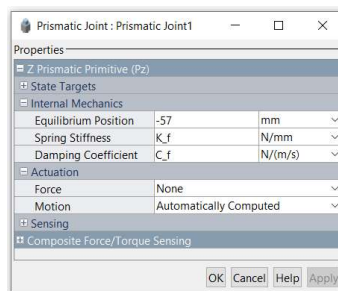 Prismatic Joint : Prismatic Joint1
Properties
Z Prismatic Primitive (Pz)
State Targets
Internal Mechanics
Equilibrium Position -57 mm
Spring Stiffness K_f N/mm
Damping Coefficient C_f N/(m/s)
Actuation
Force None
Motion Automatically Computed
Sensing
Composite Force/Torque Sensing
OK Cancel Help Apply